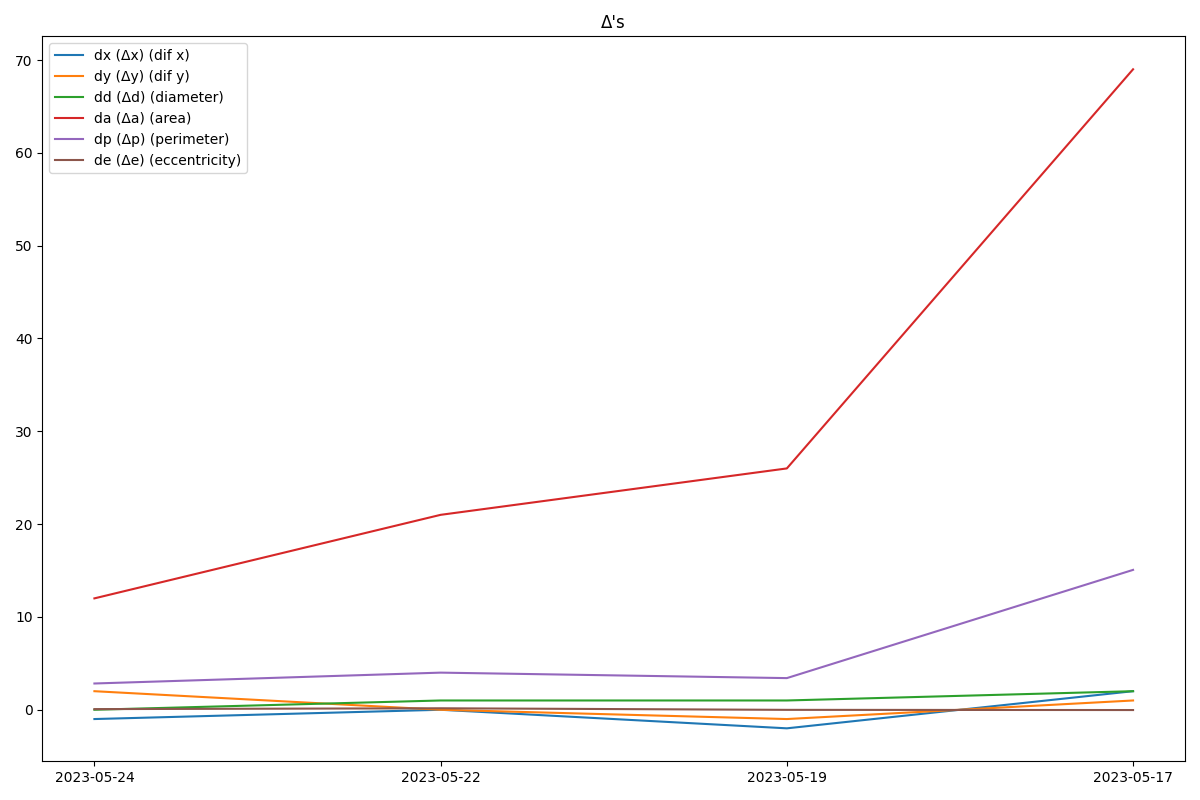 Δ's
dx (Δx) (dif x)
dy (Δy) (dif y)
dd (Δd) (diameter)
da (Δa) (area)
dp (Δp) (perimeter)
de (Δe) (eccentricity)
70
60
50
40
30
20
10
0
2023-05-24 2023-05-22 2023-05-19 2023-05-17